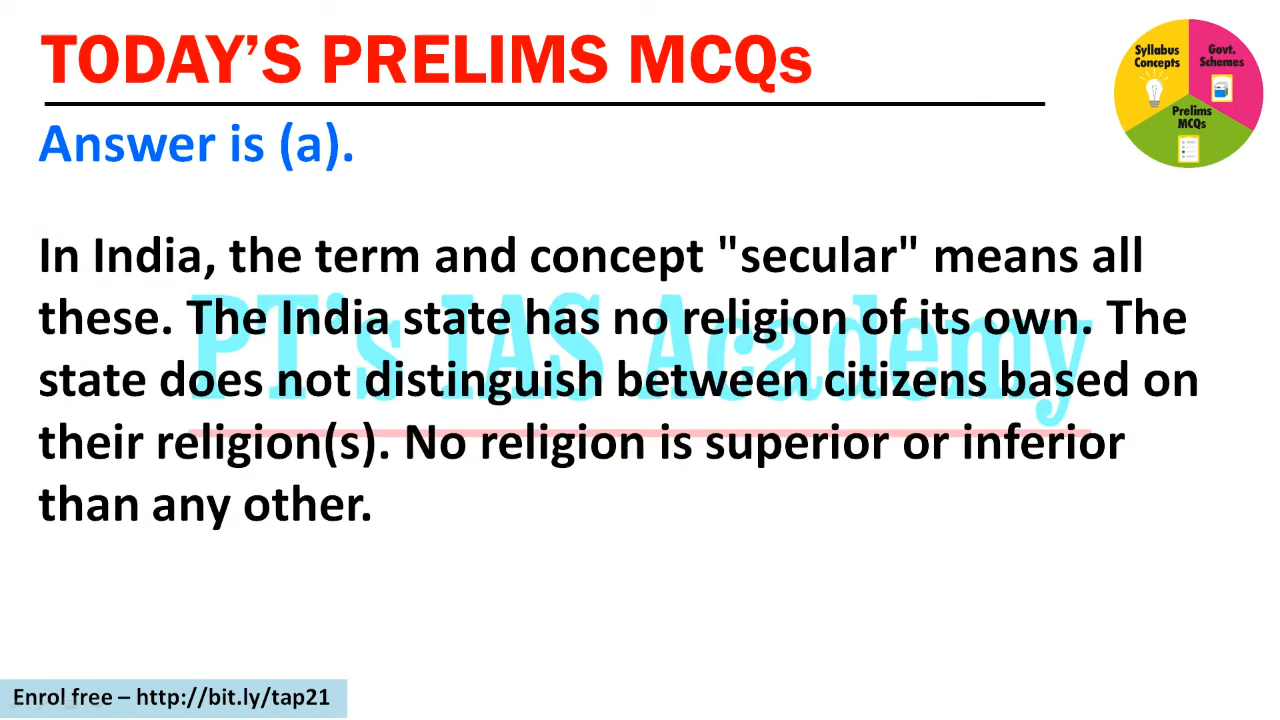 TODAY'S PRELIMS MCQs
Syllabus
Concepts
Govt.
Schemes
Prelims
MCQs
Answer is (a).
In India, the term and concept "secular" means all
these. The India state has no religion of its own. The
state does not distinguish between citizens based on
their religion(s). No religion is superior or inferior
than any other.
PT's IAS Academy
Enrol free – http://bit.ly/tap21